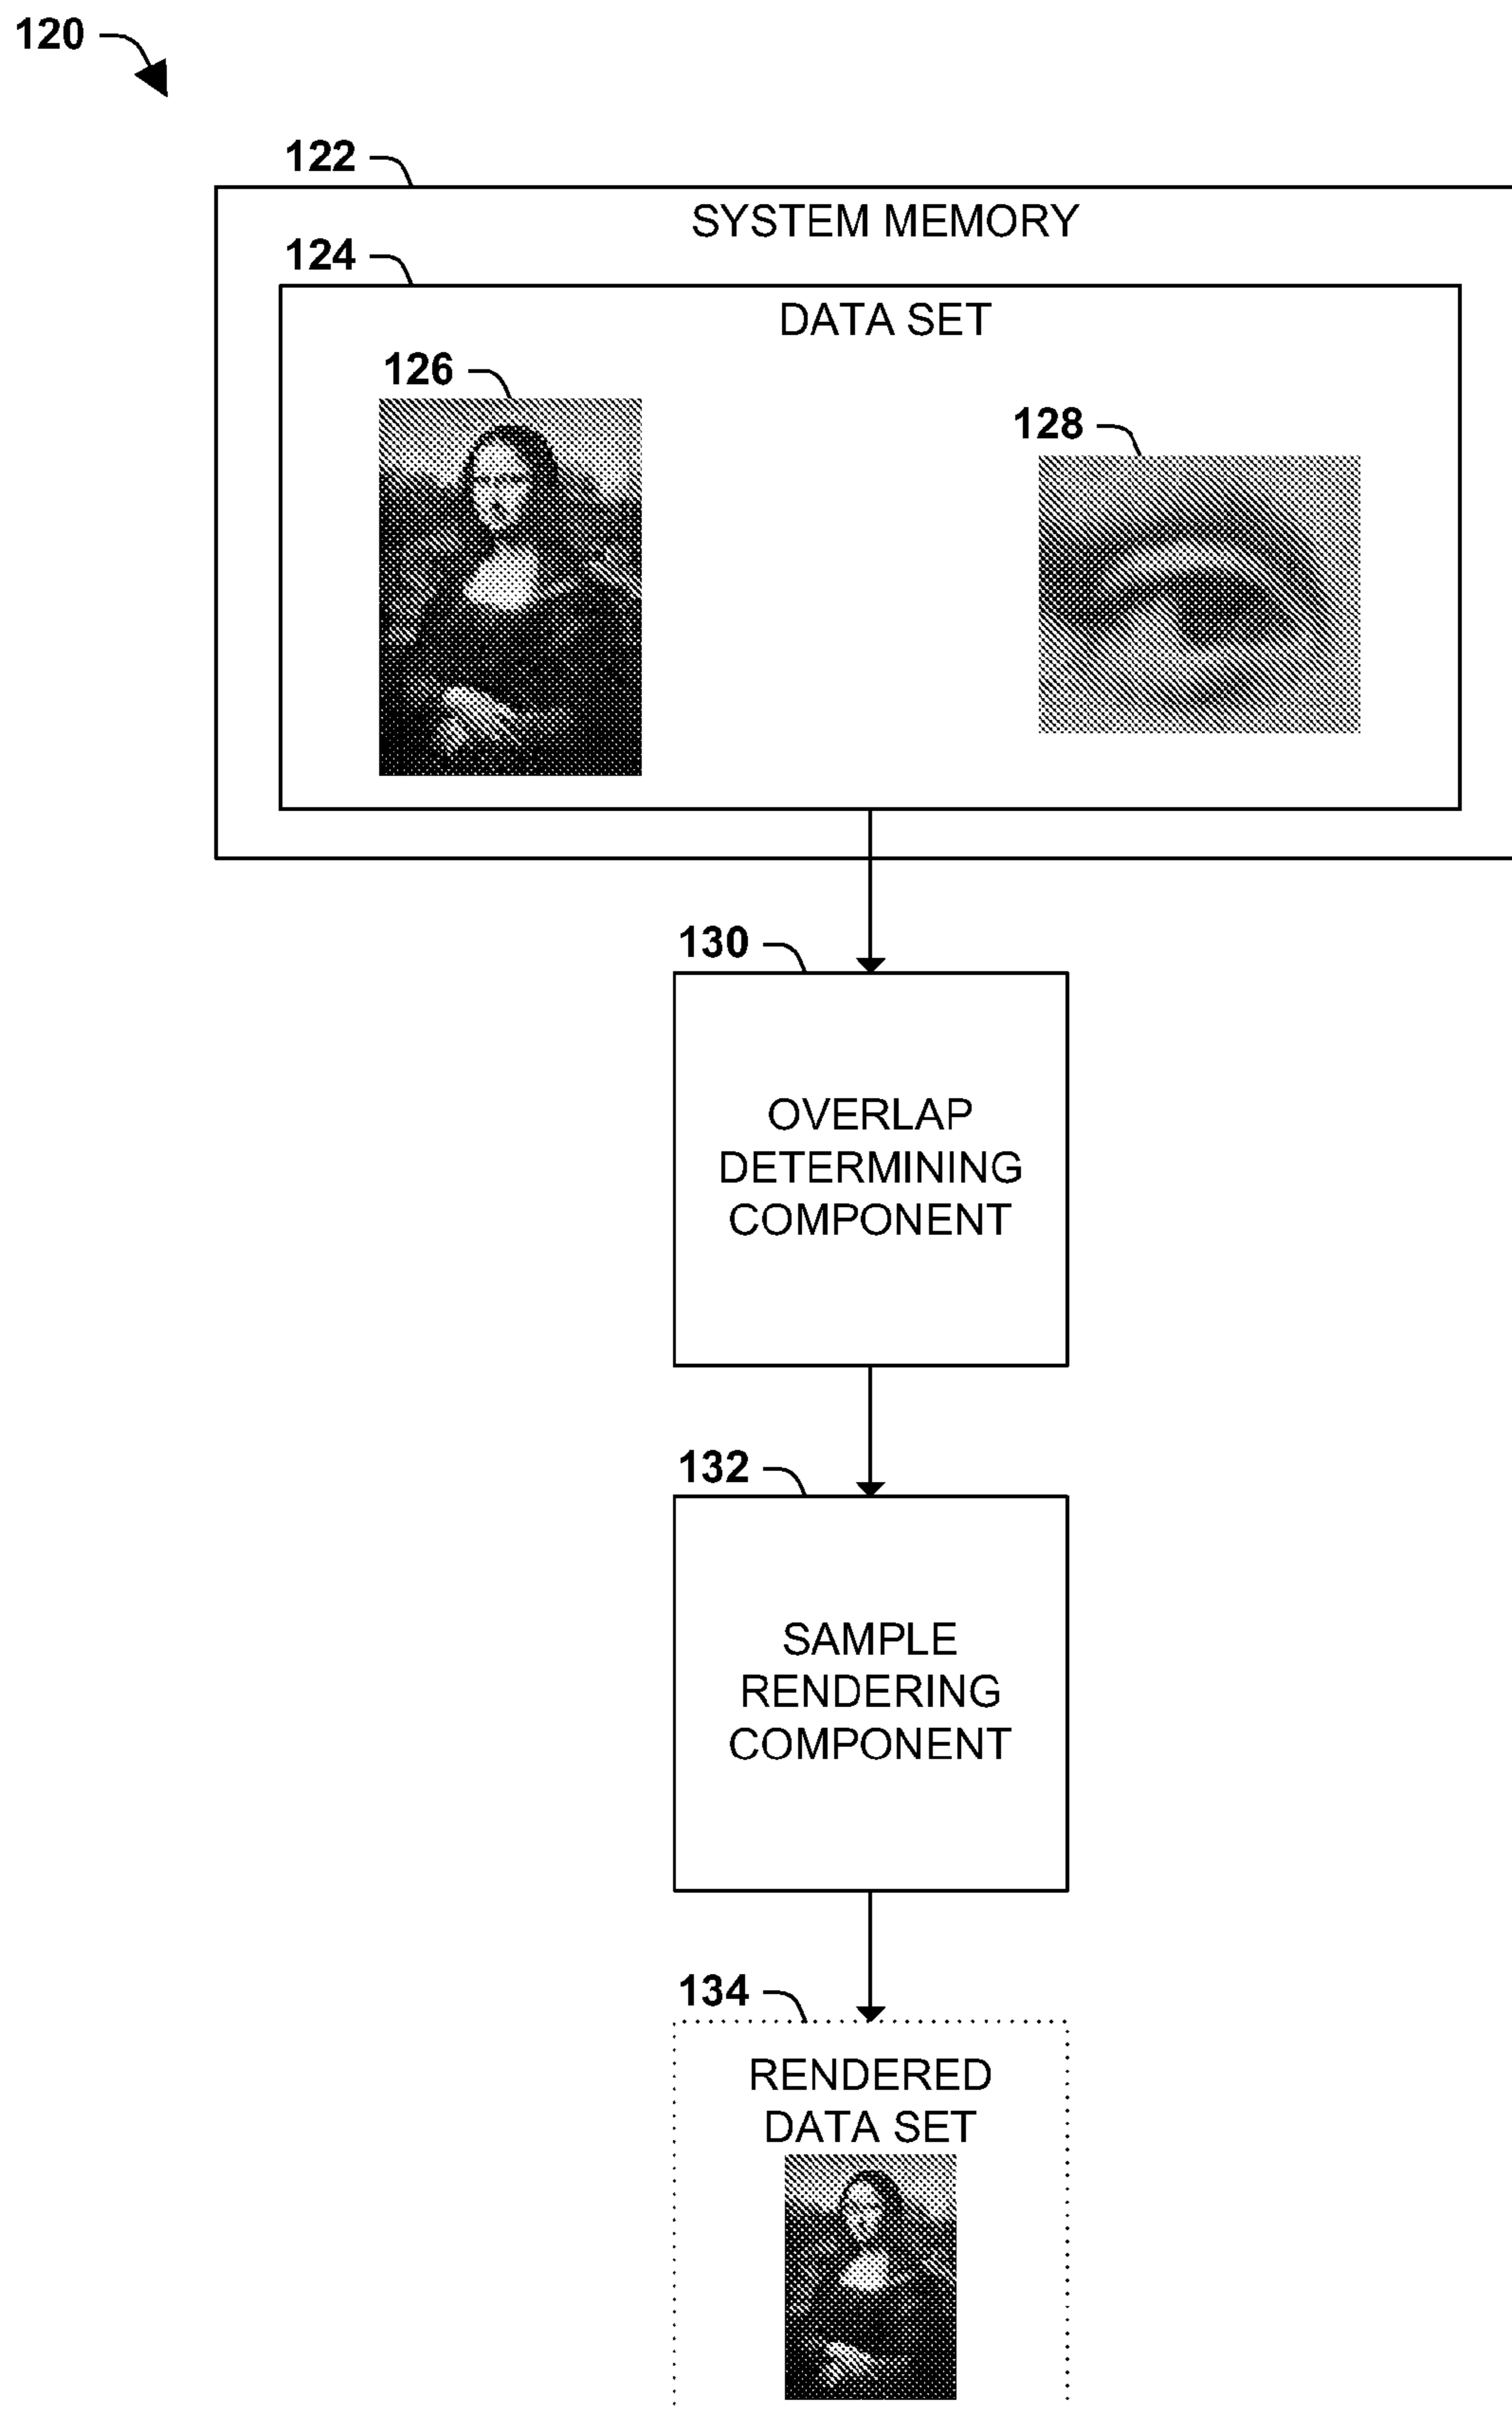 120
122
SYSTEM MEMORY
124
DATA SET
126
128
130
OVERLAP
DETERMINING
COMPONENT
132
SAMPLE
RENDERING
COMPONENT
134
RENDERED
DATA SET